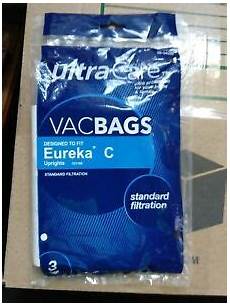 UltraCare
VACBAGS
DESIGNED TO FIT
Eureka® C
Uprights
STANDARD FILTRATION
standard
filtration
3